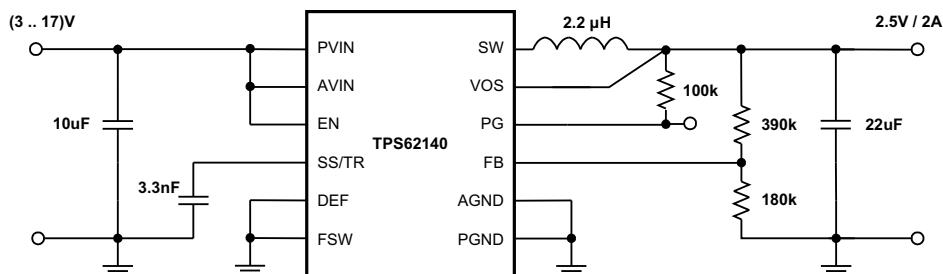 (3 .. 17)V
2.2 µH
2.5V / 2A
PVIN
SW
AVIN
VOS
100k
10uF
EN
PG
TPS62140
390k
22uF
SS/TR
FB
3.3nF
DEF
AGND
180k
FSW
PGND